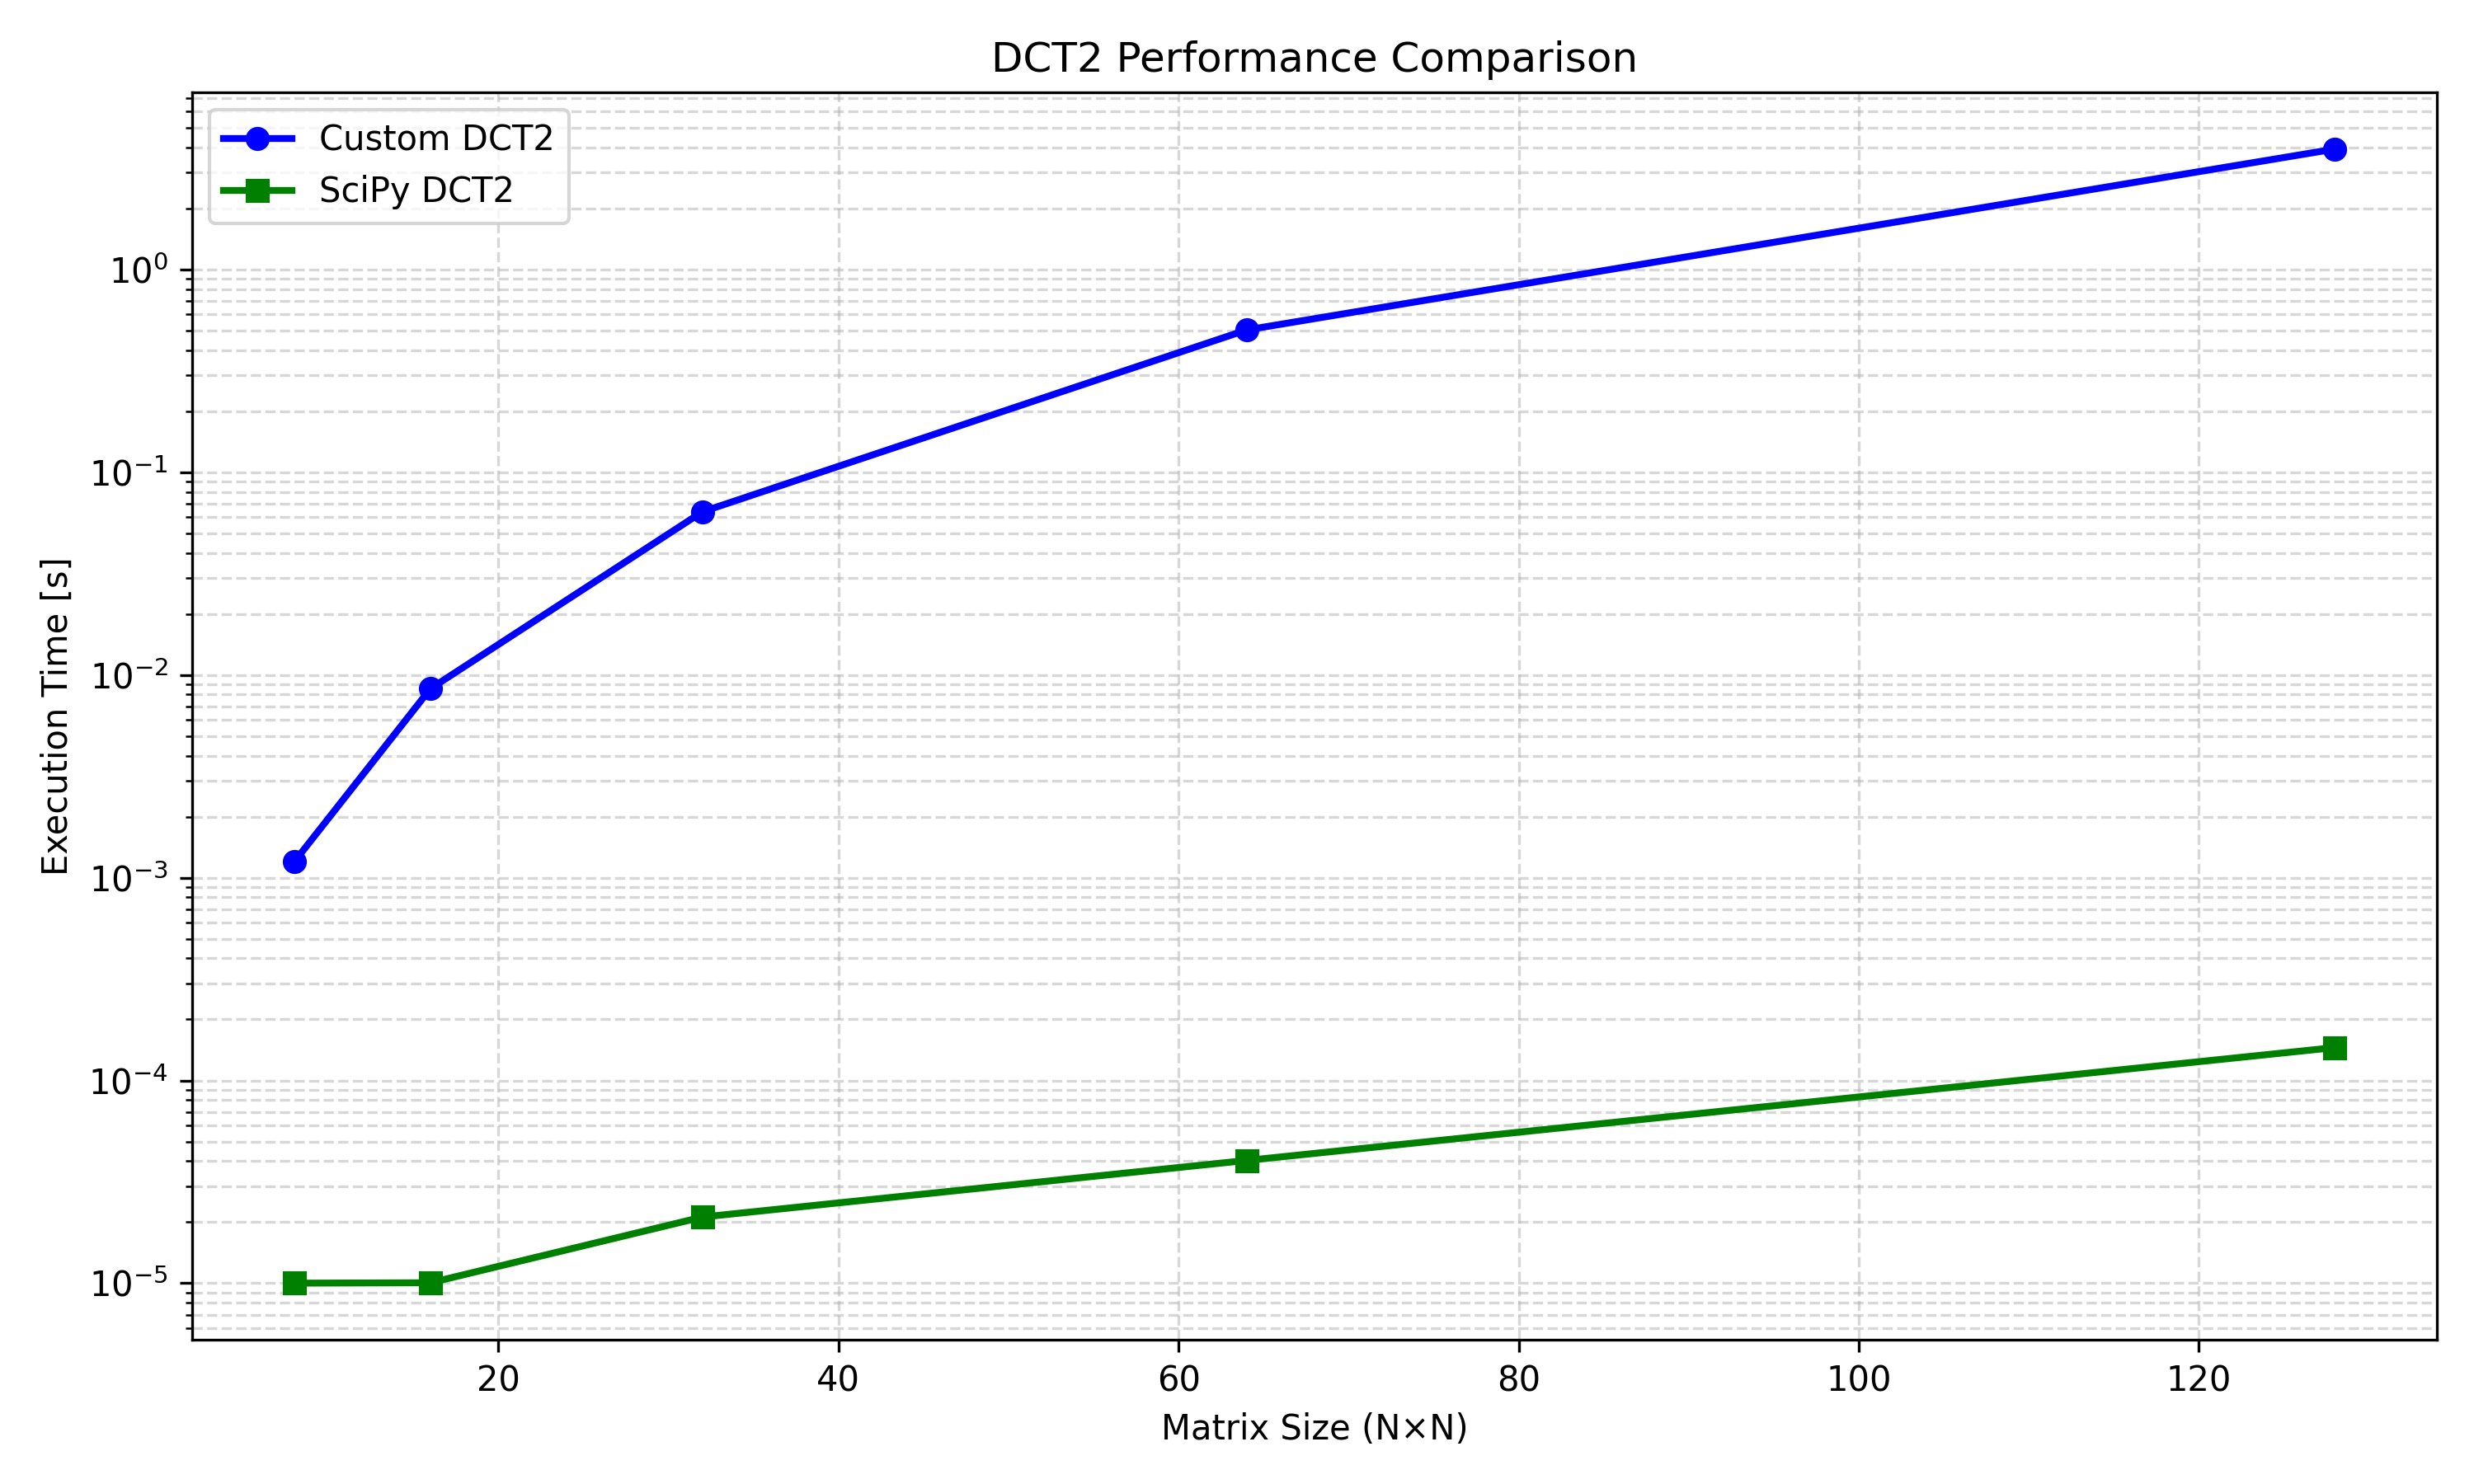 DCT2 Performance Comparison
Custom DCT2
SciPy DCT2
10⁰
10⁻¹
10⁻²
10⁻³
10⁻⁴
10⁻⁵
Execution Time [s]
20 40 60 80 100 120
Matrix Size (N×N)